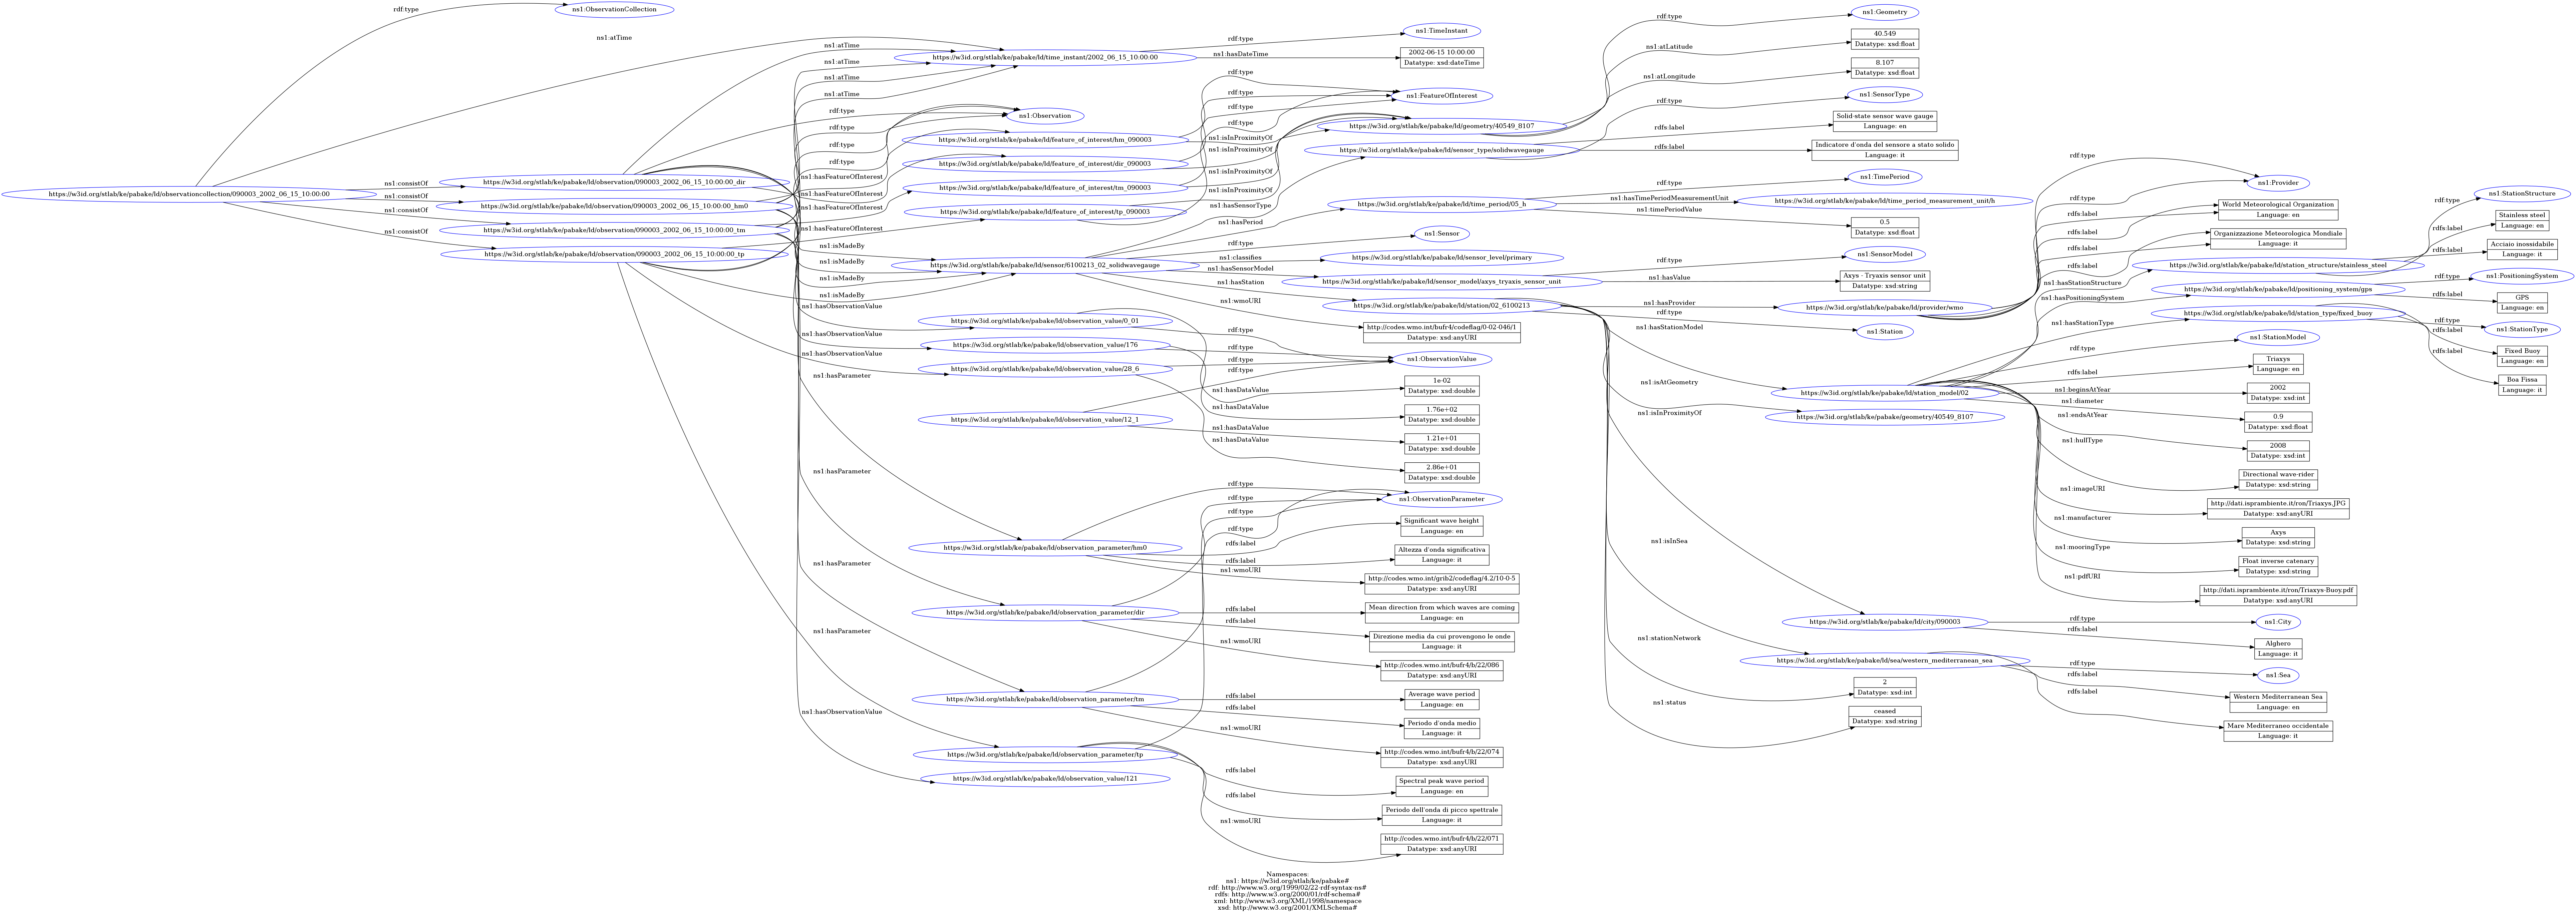 rdf:type
ns1:ObservationCollection
ns1:atTime
https://w3id.org/stlab/ke/pabake/ld/observationcollection/090003_2002_06_15_10:00:00
ns1:consistOf
ns1:consistOf
ns1:consistOf
ns1:consistOf
https://w3id.org/stlab/ke/pabake/ld/observation/090003_2002_06_15_10:00:00_dir
https://w3id.org/stlab/ke/pabake/ld/observation/090003_2002_06_15_10:00:00_hm0
https://w3id.org/stlab/ke/pabake/ld/observation/090003_2002_06_15_10:00:00_tm
https://w3id.org/stlab/ke/pabake/ld/observation/090003_2002_06_15_10:00:00_tp
ns1:atTime
ns1:atTime
ns1:atTime
ns1:atTime
rdf:type
rdf:type
rdf:type
rdf:type
ns1:hasFeatureOfInterest
ns1:hasFeatureOfInterest
ns1:hasFeatureOfInterest
ns1:hasFeatureOfInterest
ns1:isMadeBy
ns1:isMadeBy
ns1:isMadeBy
ns1:isMadeBy
ns1:hasObservationValue
ns1:hasObservationValue
ns1:hasObservationValue
ns1:hasParameter
ns1:hasParameter
ns1:hasParameter
ns1:hasParameter
ns1:hasObservationValue
https://w3id.org/stlab/ke/pabake/ld/time_instant/2002_06_15_10:00:00
ns1:Observation
https://w3id.org/stlab/ke/pabake/ld/feature_of_interest/hm_090003
https://w3id.org/stlab/ke/pabake/ld/feature_of_interest/dir_090003
https://w3id.org/stlab/ke/pabake/ld/feature_of_interest/tm_090003
https://w3id.org/stlab/ke/pabake/ld/feature_of_interest/tp_090003
https://w3id.org/stlab/ke/pabake/ld/sensor/6100213_02_solidwavegauge
https://w3id.org/stlab/ke/pabake/ld/observation_value/0_01
https://w3id.org/stlab/ke/pabake/ld/observation_value/176
https://w3id.org/stlab/ke/pabake/ld/observation_value/28_6
https://w3id.org/stlab/ke/pabake/ld/observation_value/12_1
https://w3id.org/stlab/ke/pabake/ld/observation_parameter/hm0
https://w3id.org/stlab/ke/pabake/ld/observation_parameter/dir
https://w3id.org/stlab/ke/pabake/ld/observation_parameter/tm
https://w3id.org/stlab/ke/pabake/ld/observation_parameter/tp
https://w3id.org/stlab/ke/pabake/ld/observation_value/121
rdf:type
ns1:hasDateTime
rdf:type
rdf:type
rdf:type
rdf:type
ns1:isInProximityOf
ns1:isInProximityOf
ns1:isInProximityOf
ns1:isInProximityOf
ns1:hasSensorType
ns1:hasPeriod
rdf:type
ns1:classifies
ns1:hasSensorModel
ns1:hasStation
ns1:wmoURI
rdf:type
rdf:type
rdf:type
rdf:type
ns1:hasDataValue
ns1:hasDataValue
ns1:hasDataValue
ns1:hasDataValue
rdf:type
rdf:type
rdf:type
rdf:type
rdfs:label
rdfs:label
ns1:wmoURI
rdfs:label
rdfs:label
ns1:wmoURI
rdfs:label
rdfs:label
ns1:wmoURI
rdfs:label
rdfs:label
ns1:wmoURI
ns1:TimeInstant
2002-06-15 10:00:00
Datatype: xsd:dateTime
ns1:FeatureOfInterest
https://w3id.org/stlab/ke/pabake/ld/geometry/40549_8107
https://w3id.org/stlab/ke/pabake/ld/sensor_type/solidwavegauge
https://w3id.org/stlab/ke/pabake/ld/time_period/05_h
ns1:Sensor
https://w3id.org/stlab/ke/pabake/ld/sensor_level/primary
https://w3id.org/stlab/ke/pabake/ld/sensor_model/axys_tryaxis_sensor_unit
https://w3id.org/stlab/ke/pabake/ld/station/02_6100213
http://codes.wmo.int/bufr4/codeflag/0-02-046/1
Datatype: xsd:anyURI
ns1:ObservationValue
1e-02
Datatype: xsd:double
1.76e+02
Datatype: xsd:double
1.21e+01
Datatype: xsd:double
2.86e+01
Datatype: xsd:double
ns1:ObservationParameter
Significant wave height
Language: en
Altezza d'onda significativa
Language: it
http://codes.wmo.int/grib2/codeflag/4.2/10-0-5
Datatype: xsd:anyURI
Mean direction from which waves are coming
Language: en
Direzione media da cui provengono le onde
Language: it
http://codes.wmo.int/bufr4/b/22/086
Datatype: xsd:anyURI
Average wave period
Language: en
Periodo d'onda medio
Language: it
http://codes.wmo.int/bufr4/b/22/074
Datatype: xsd:anyURI
Spectral peak wave period
Language: en
Periodo dell'onda di picco spettrale
Language: it
http://codes.wmo.int/bufr4/b/22/071
Datatype: xsd:anyURI
rdf:type
ns1:atLatitude
ns1:atLongitude
rdf:type
rdfs:label
rdfs:label
rdf:type
ns1:hasTimePeriodMeasurementUnit
ns1:timePeriodValue
rdf:type
ns1:hasValue
ns1:hasProvider
rdf:type
ns1:hasStationModel
ns1:isAtGeometry
ns1:isInProximityOf
ns1:isInSea
ns1:stationNetwork
ns1:status
ns1:Geometry
40.549
Datatype: xsd:float
8.107
Datatype: xsd:float
ns1:SensorType
Solid-state sensor wave gauge
Language: en
Indicatore d'onda del sensore a stato solido
Language: it
ns1:TimePeriod
https://w3id.org/stlab/ke/pabake/ld/time_period_measurement_unit/h
0.5
Datatype: xsd:float
ns1:SensorModel
Axys - Tryaxis sensor unit
Datatype: xsd:string
https://w3id.org/stlab/ke/pabake/ld/provider/wmo
ns1:Station
https://w3id.org/stlab/ke/pabake/ld/station_model/02
https://w3id.org/stlab/ke/pabake/geometry/40549_8107
https://w3id.org/stlab/ke/pabake/ld/city/090003
https://w3id.org/stlab/ke/pabake/ld/sea/western_mediterranean_sea
2
Datatype: xsd:int
ceased
Datatype: xsd:string
rdf:type
rdf:type
rdfs:label
rdfs:label
rdfs:label
rdfs:label
ns1:hasStationStructure
ns1:hasPositioningSystem
ns1:hasStationType
rdf:type
rdfs:label
ns1:beginsAtYear
ns1:diameter
ns1:endsAtYear
ns1:hullType
ns1:imageURI
ns1:manufacturer
ns1:mooringType
ns1:pdfURI
rdf:type
rdfs:label
rdf:type
rdfs:label
rdfs:label
ns1:Provider
World Meteorological Organization
Language: en
Organizzazione Meteorologica Mondiale
Language: it
https://w3id.org/stlab/ke/pabake/ld/station_structure/stainless_steel
https://w3id.org/stlab/ke/pabake/ld/positioning_system/gps
https://w3id.org/stlab/ke/pabake/ld/station_type/fixed_buoy
ns1:StationModel
Triaxys
Language: en
2002
Datatype: xsd:int
0.9
Datatype: xsd:float
2008
Datatype: xsd:int
Directional wave-rider
Datatype: xsd:string
http://dati.isprambiente.it/ron/Triaxys.JPG
Datatype: xsd:anyURI
Axys
Datatype: xsd:string
Float inverse catenary
Datatype: xsd:string
http://dati.isprambiente.it/ron/Triaxys-Buoy.pdf
Datatype: xsd:anyURI
ns1:City
Alghero
Language: it
ns1:Sea
Western Mediterranean Sea
Language: en
Mare Mediterraneo occidentale
Language: it
rdf:type
rdfs:label
rdfs:label
rdf:type
rdfs:label
rdf:type
rdfs:label
rdfs:label
ns1:StationStructure
Stainless steel
Language: en
Acciaio inossidabile
Language: it
ns1:PositioningSystem
GPS
Language: en
ns1:StationType
Fixed Buoy
Language: en
Boa Fissa
Language: it
Namespaces:
ns1: https://w3id.org/stlab/ke/pabake#
rdf: http://www.w3.org/1999/02/22-rdf-syntax-ns#
rdfs: http://www.w3.org/2000/01/rdf-schema#
xml: http://www.w3.org/XML/1998/namespace
xsd: http://www.w3.org/2001/XMLSchema#